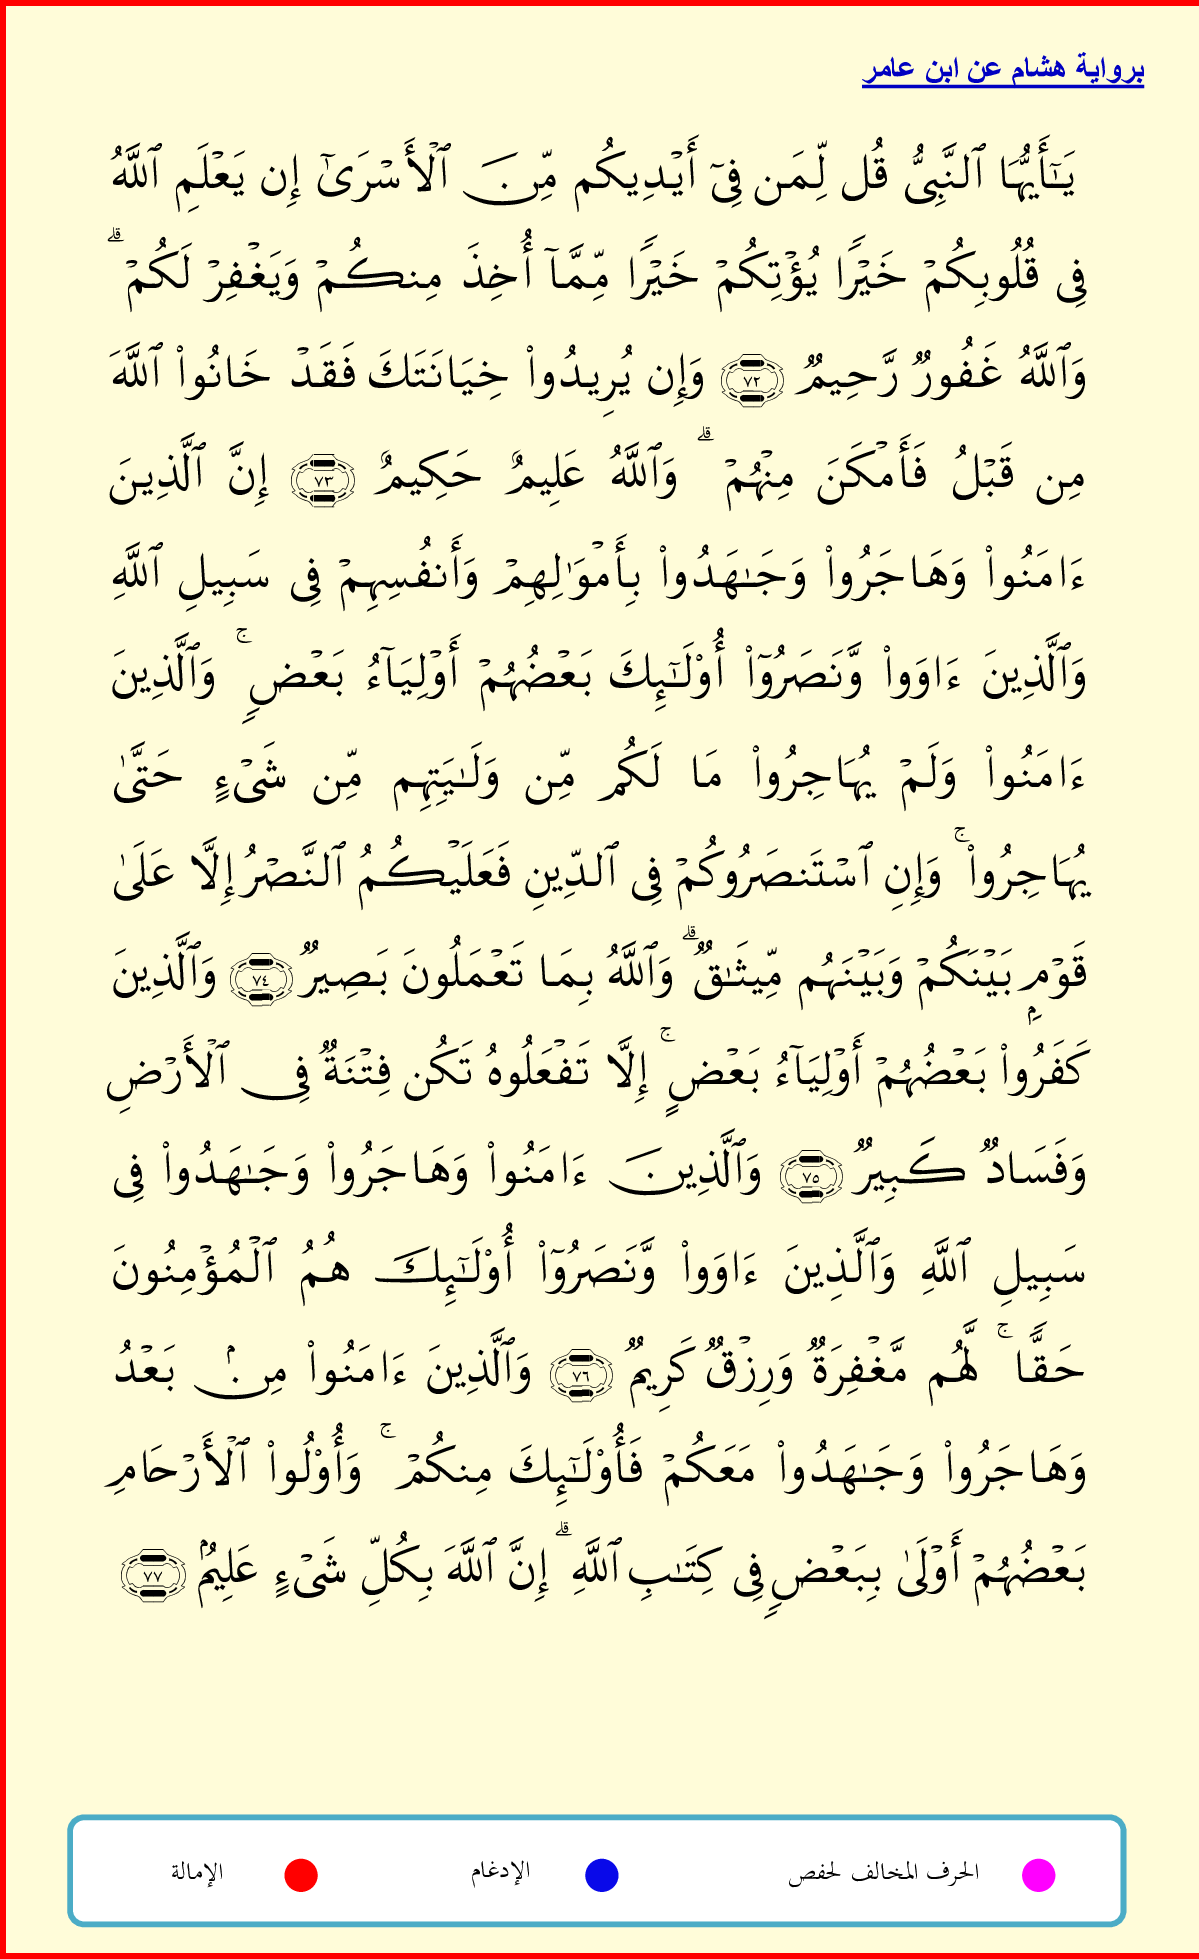 برواية هشام عن ابن عامر
يَـٰٓأَيُّهَا ٱلنَّبِىُّ قُل لِّمَن فِىٓ أَيْدِيكُم مِّنَ ٱلْأَسْرَىٰٓ إِن يَعْلَمِ ٱللَّهُ
فِى قُلُوبِكُمْ خَيْرًا يُؤْتِكُمْ خَيْرًا مِّمَّآ أُخِذَ مِنكُمْ وَيَغْفِرْ لَكُمْ ۗ
وَٱللَّهُ غَفُورٌ رَّحِيمٌ ٧٢ وَإِن يُرِيدُوا۟ خِيَانَتَكَ فَقَدْ خَانُوا۟ ٱللَّهَ
مِن قَبْلُ فَأَمْكَنَ مِنْهُمْ ۗ وَٱللَّهُ عَلِيمٌ حَكِيمٌ ٧٣ إِنَّ ٱلَّذِينَ
ءَامَنُوا۟ وَهَاجَرُوا۟ وَجَـٰهَدُوا۟ بِأَمْوَٰلِهِمْ وَأَنفُسِهِمْ فِى سَبِيلِ ٱللَّهِ
وَٱلَّذِينَ ءَاوَوا۟ وَّنَصَرُوٓا۟ أُو۟لَـٰٓئِكَ بَعْضُهُمْ أَوْلِيَآءُ بَعْضٍ ۚ وَٱلَّذِينَ
ءَامَنُوا۟ وَلَمْ يُهَاجِرُوا۟ مَا لَكُم مِّن وَلَـٰيَتِهِم مِّن شَىْءٍ حَتَّىٰ
يُهَاجِرُوا۟ ۚ وَإِنِ ٱسْتَنصَرُوكُمْ فِى ٱلدِّينِ فَعَلَيْكُمُ ٱلنَّصْرُ إِلَّا عَلَىٰ
قَوْمٍۭ بَيْنَكُمْ وَبَيْنَهُم مِّيثَـٰقٌ ۗ وَٱللَّهُ بِمَا تَعْمَلُونَ بَصِيرٌ ٧٤ وَٱلَّذِينَ
كَفَرُوا۟ بَعْضُهُمْ أَوْلِيَآءُ بَعْضٍ ۚ إِلَّا تَفْعَلُوهُ تَكُن فِتْنَةٌ فِى ٱلْأَرْضِ
وَفَسَادٌ كَبِيرٌ ٧٥ وَٱلَّذِينَ ءَامَنُوا۟ وَهَاجَرُوا۟ وَجَـٰهَدُوا۟ فِى
سَبِيلِ ٱللَّهِ وَٱلَّذِينَ ءَاوَوا۟ وَّنَصَرُوٓا۟ أُو۟لَـٰٓئِكَ هُمُ ٱلْمُؤْمِنُونَ
حَقًّا ۚ لَّهُم مَّغْفِرَةٌ وَرِزْقٌ كَرِيمٌ ٧٦ وَٱلَّذِينَ ءَامَنُوا۟ مِنۢ بَعْدُ
وَهَاجَرُوا۟ وَجَـٰهَدُوا۟ مَعَكُمْ فَأُو۟لَـٰٓئِكَ مِنكُمْ ۚ وَأُو۟لُوا۟ ٱلْأَرْحَامِ
بَعْضُهُمْ أَوْلَىٰ بِبَعْضٍ فِى كِتَـٰبِ ٱللَّهِ ۗ إِنَّ ٱللَّهَ بِكُلِّ شَىْءٍ عَلِيمٌۢ ٧٧
الحرف المخالف لحفص الإدغام الإمالة